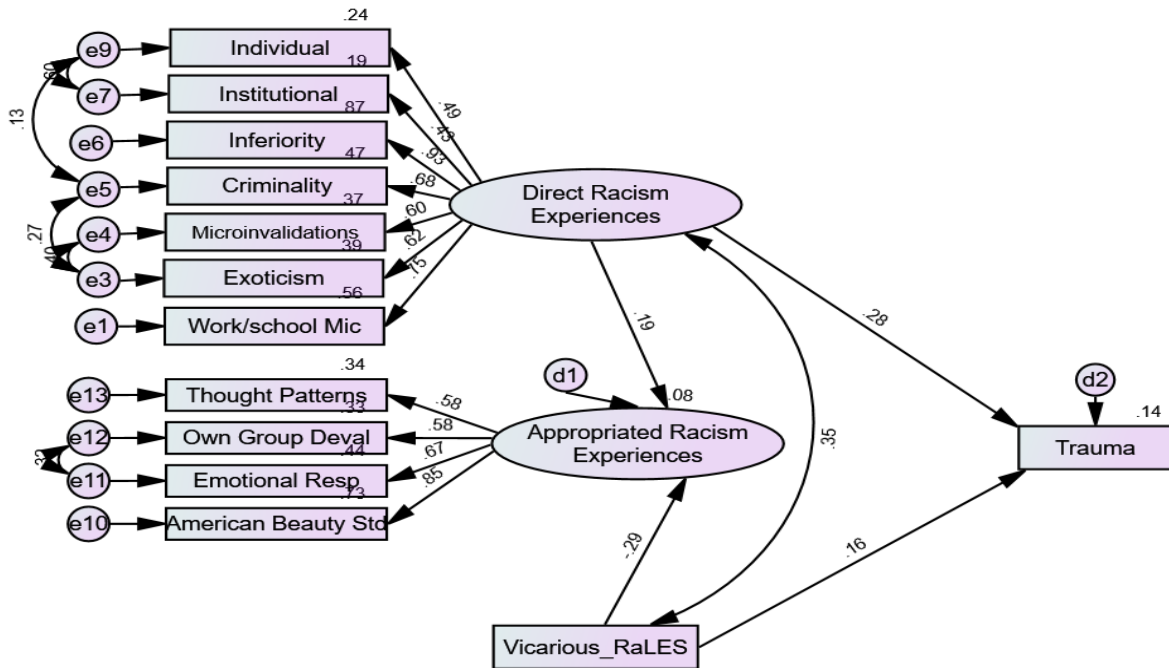 .24
e9
Individual
.60
.19
e7
Institutional
.87
.13
e6
Inferiority
.47
e5
Criminality
.37
.27
e4
Microinvalidations
.39
.40
e3
Exoticism
.56
e1
Work/school Mic
.49
.43
.93
.68
.60
.62
.75
Direct Racism
Experiences
.19
.28
.35
.34
e13
Thought Patterns
.33
e12
Own Group Deval
.44
.32
e11
Emotional Resp
.73
e10
American Beauty Std
.58
.58
.67
.85
d1
.08
Appropriated Racism
Experiences
d2
.14
Trauma
-.29
.16
Vicarious_RaLES